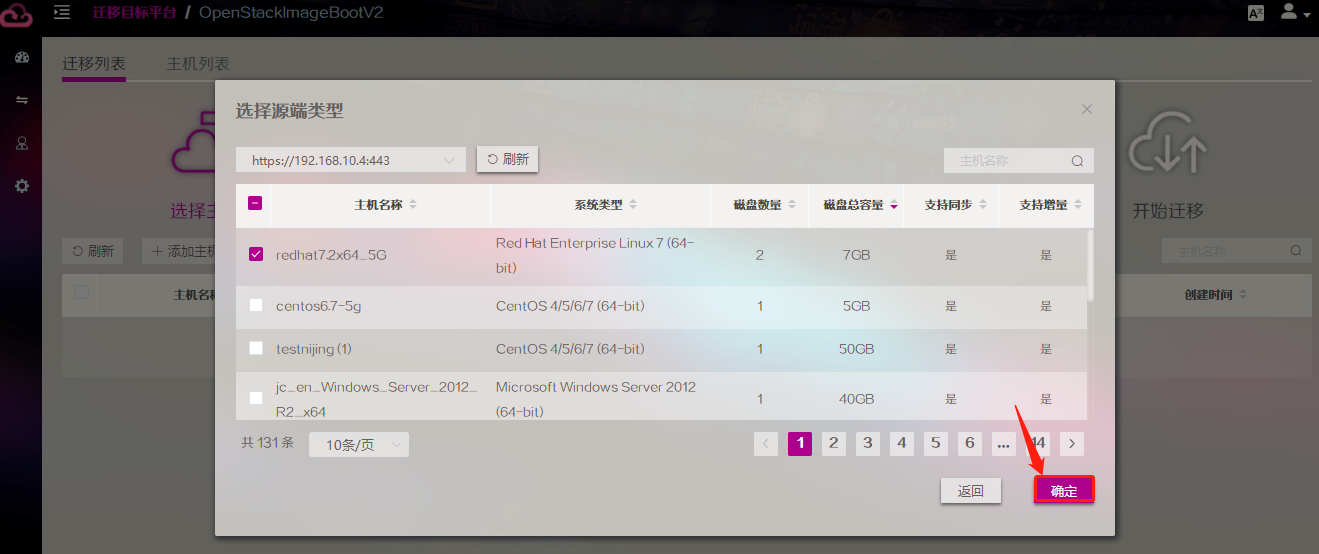 迁移目标平台 / OpenStackImageBootV2
迁移列表 主机列表
选择源端类型
https://192.168.10.4:443 刷新 主机名称
主机名称 系统类型 磁盘数量 磁盘总容量 支持同步 支持增量
redhat7.2x64_5G Red Hat Enterprise Linux 7 (64-bit) 2 7GB 是 是
centos6.7-5g CentOS 4/5/6/7 (64-bit) 1 5GB 是 是
testnijing (1) CentOS 4/5/6/7 (64-bit) 1 50GB 是 是
jc_en_Windows_Server_2012_R2_x64 Microsoft Windows Server 2012 (64-bit) 1 40GB 是 是
共 131 条 10条/页 1 2 3 4 5 6 ... 14
返回 确定
选择主
开始迁移
刷新 + 添加主机 主机名称
主机名 创建时间